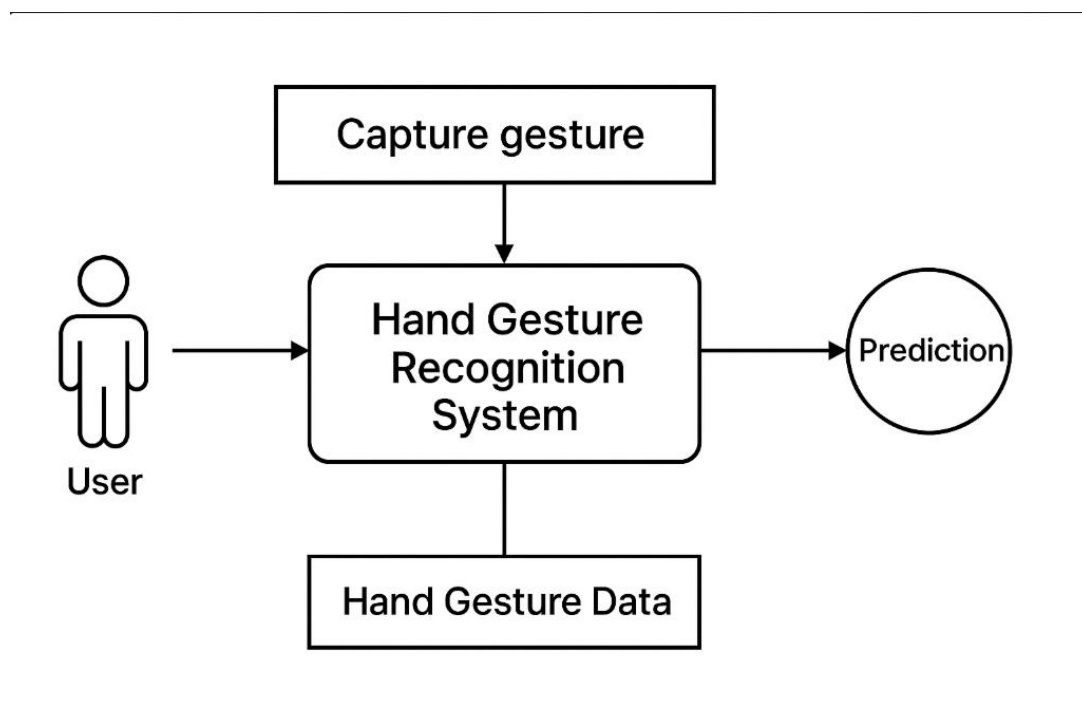 Capture gesture
Hand Gesture
Recognition
System
Prediction
User
Hand Gesture Data